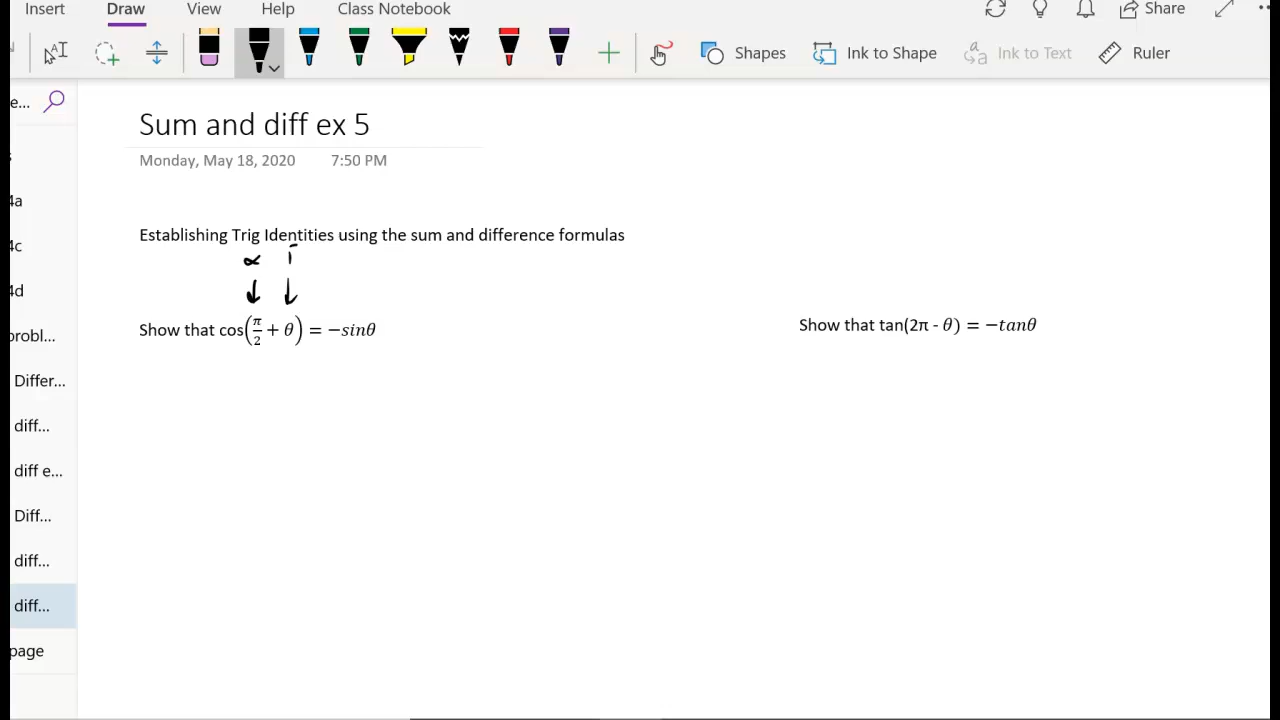 Insert Draw View Help Class Notebook Share
Shapes Ink to Shape Ink to Text Ruler
e...
s
4a
4c
4d
probl...
Differ...
diff...
diff e...
Diff...
diff...
diff...
page
Sum and diff ex 5
Monday, May 18, 2020 7:50 PM
Establishing Trig Identities using the sum and difference formulas
α
↓ ↓
Show that cos(π/2 + θ) = −sinθ
Show that tan(2π - θ) = −tanθ